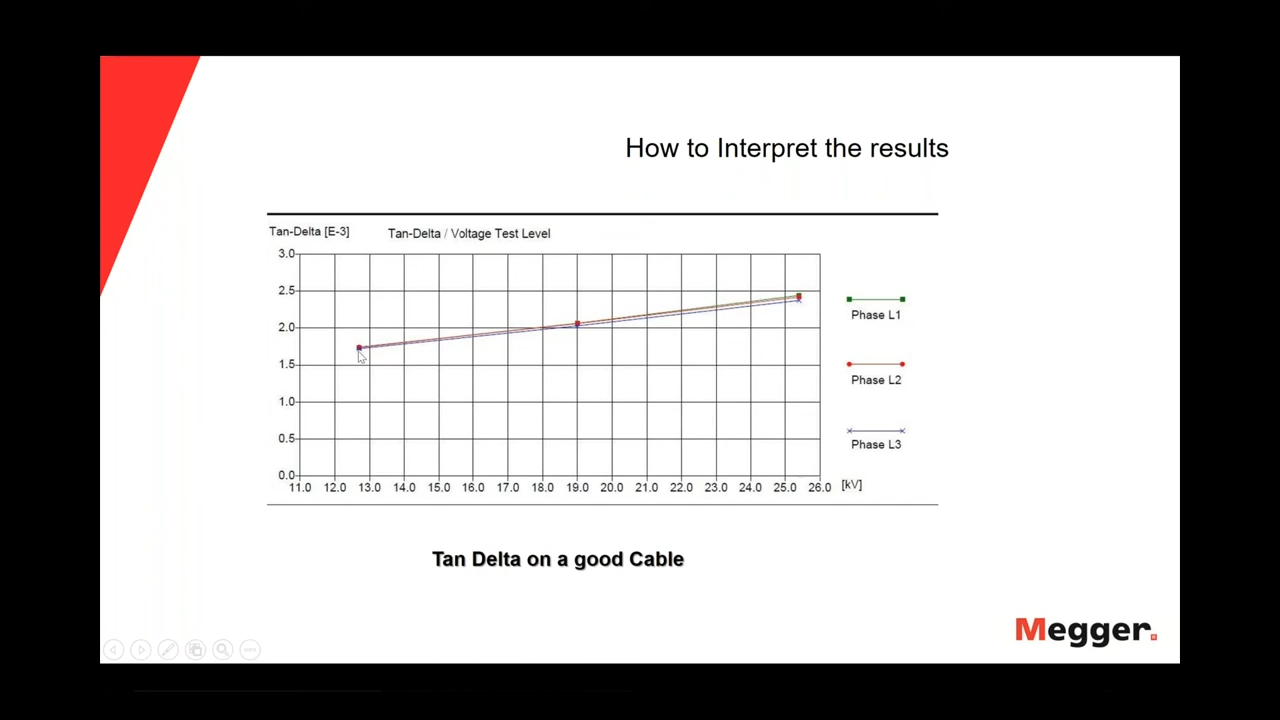 How to Interpret the results
Tan-Delta [E-3] Tan-Delta / Voltage Test Level
3.0
2.5
2.0
1.5
1.0
0.5
0.0
11.0 12.0 13.0 14.0 15.0 16.0 17.0 18.0 19.0 20.0 21.0 22.0 23.0 24.0 25.0 26.0 [kV]
Phase L1
Phase L2
Phase L3
Tan Delta on a good Cable
Megger.